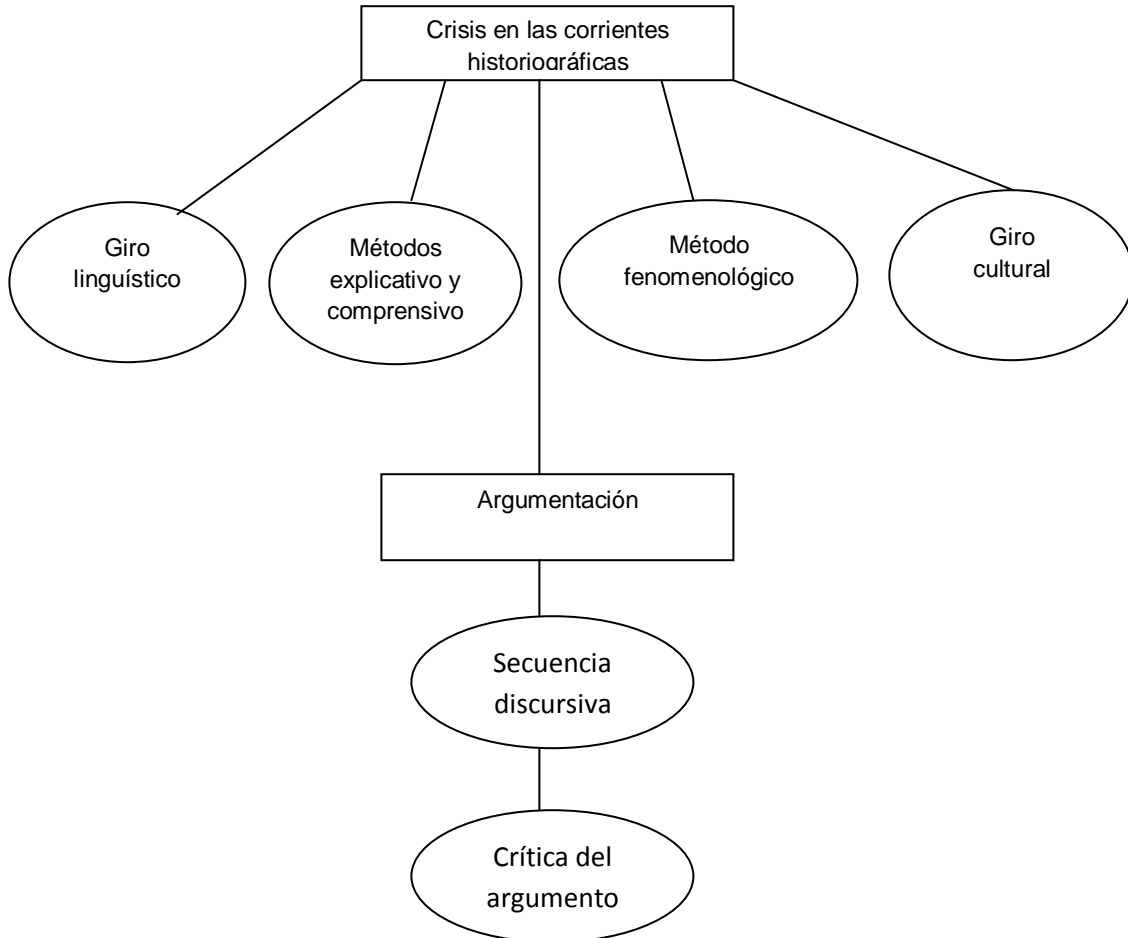 Crisis en las corrientes
historiográficas
Giro
lingüístico
Métodos
explicativo y
comprensivo
Método
fenomenológico
Giro
cultural
Argumentación
Secuencia
discursiva
Crítica del
argumento